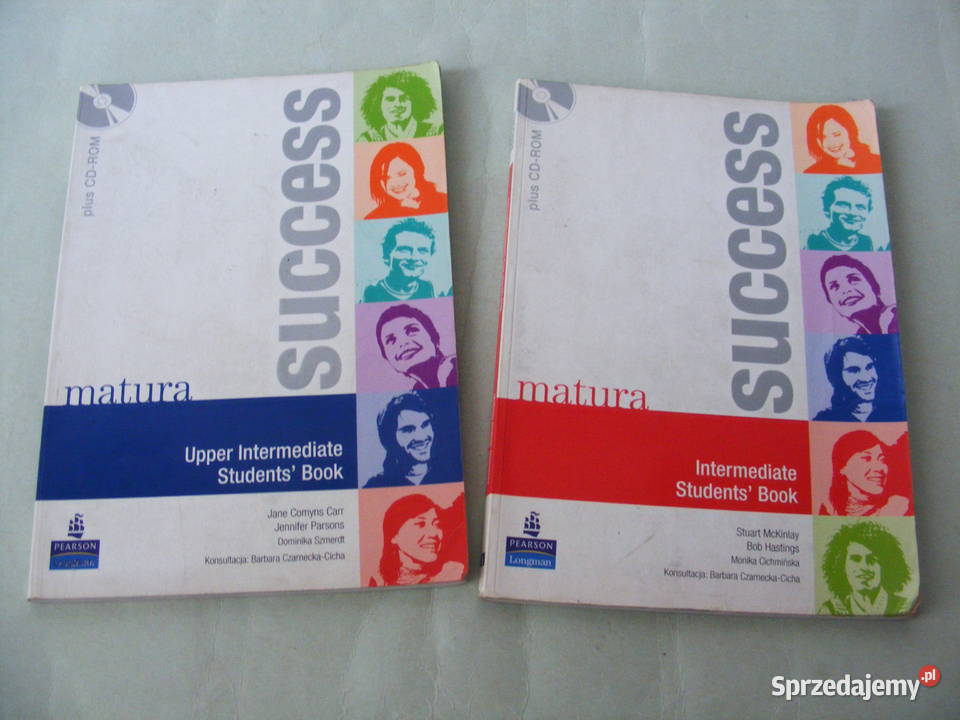 plus CD-ROM
success
matura
Upper Intermediate
Students' Book
Jane Comyns Carr
Jennifer Parsons
Dominika Szmerdt
Konsultacja: Barbara Czarnecka-Cicha
PEARSON
plus CD-ROM
success
matura
Intermediate
Students' Book
Stuart McKinlay
Bob Hastings
Monika Cichmińska
Konsultacja: Barbara Czarnecka-Cicha
PEARSON
Longman
Sprzedajemy.pl